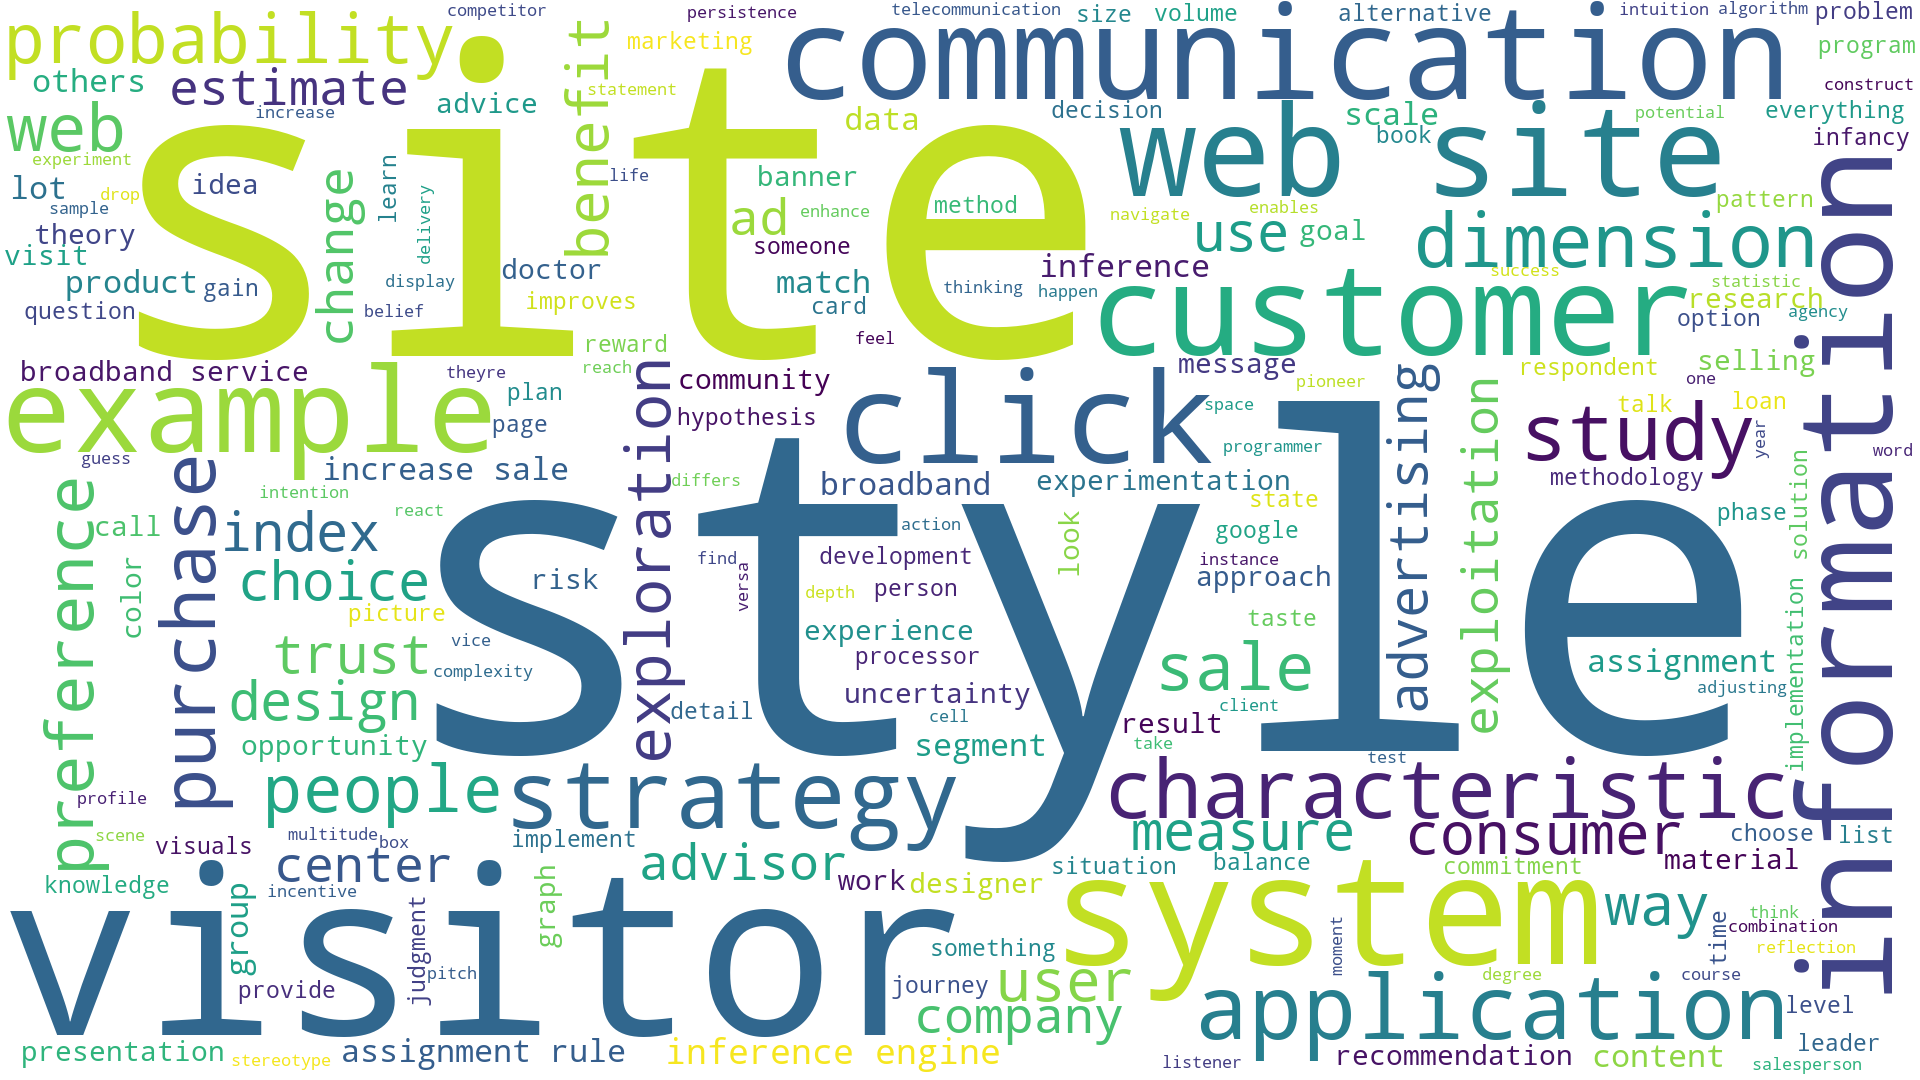 competitor
persistence
telecommunication
size
volume
alternative
intuition
algorithm
problem
probability
communication
marketing
program
others
estimate
benefit
statement
construct
advice
increase
data
decision
scale
potential
everything
web
site
web site
book
infancy
experiment
learn
lot
drop
idea
change
delivery
life
banner
sample
ad
enhance
method
navigate
enables
pattern
theory
someone
use
goal
dimension
visit
information
product
gain
display
doctor
match
inference
success
statistic
question
belief
improves
card
thinking
happen
customer
research
option
agency
feel
reward
broadband service
theyre
reach
community
click
message
pioneer
respondent
selling
example
plan
exploration
hypothesis
space
advertising
exploitation
one
talk
loan
page
programmer
study
year
word
guess
purchase
increase sale
differs
broadband
experimentation
methodology
preference
intention
react
style
state
solution
call
index
action
look
google
phase
color
choice
risk
find
versa
development
instance
approach
depth
person
picture
taste
trust
vice
experience
processor
sale
assignment
complexity
uncertainty
adjusting
design
detail
cell
client
implementation
opportunity
segment
result
take
test
people
strategy
characteristic
profile
scene
visuals
multitude
box
implement
measure
consumer
choose
list
center
advisor
situation
balance
commitment
material
knowledge
group
incentive
judgment
graph
work
designer
system
way
think
visitor
something
moment
time
combination
reflection
provide
pitch
journey
user
degree
course
company
application
level
presentation
stereotype
assignment rule
inference engine
listener
recommendation
content
leader
salesperson